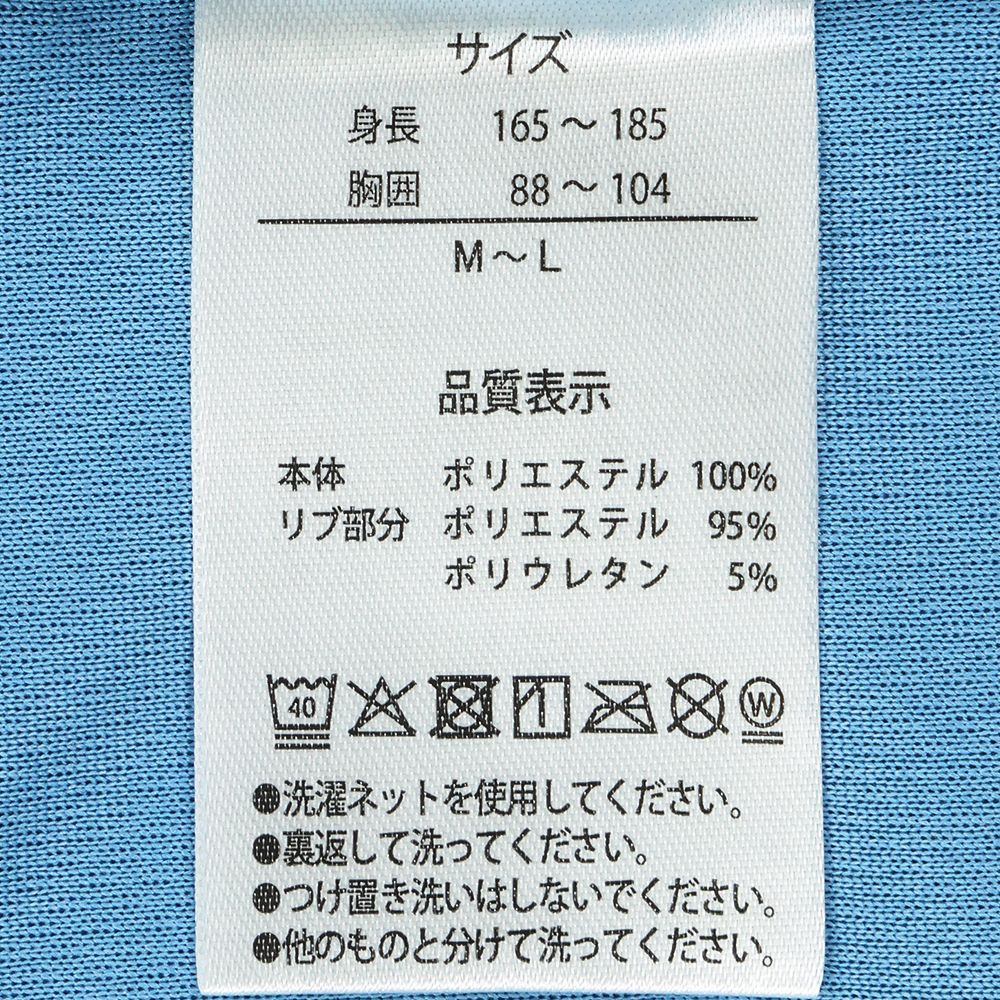 サイズ
身長 165～185
胸囲 88～104
M～L
品質表示
本体 ポリエステル 100%
リブ部分 ポリエステル 95%
ポリウレタン 5%
40 W
●洗濯ネットを使用してください。
●裏返して洗ってください。
●つけ置き洗いはしないでください。
●他のものと分けて洗ってください。